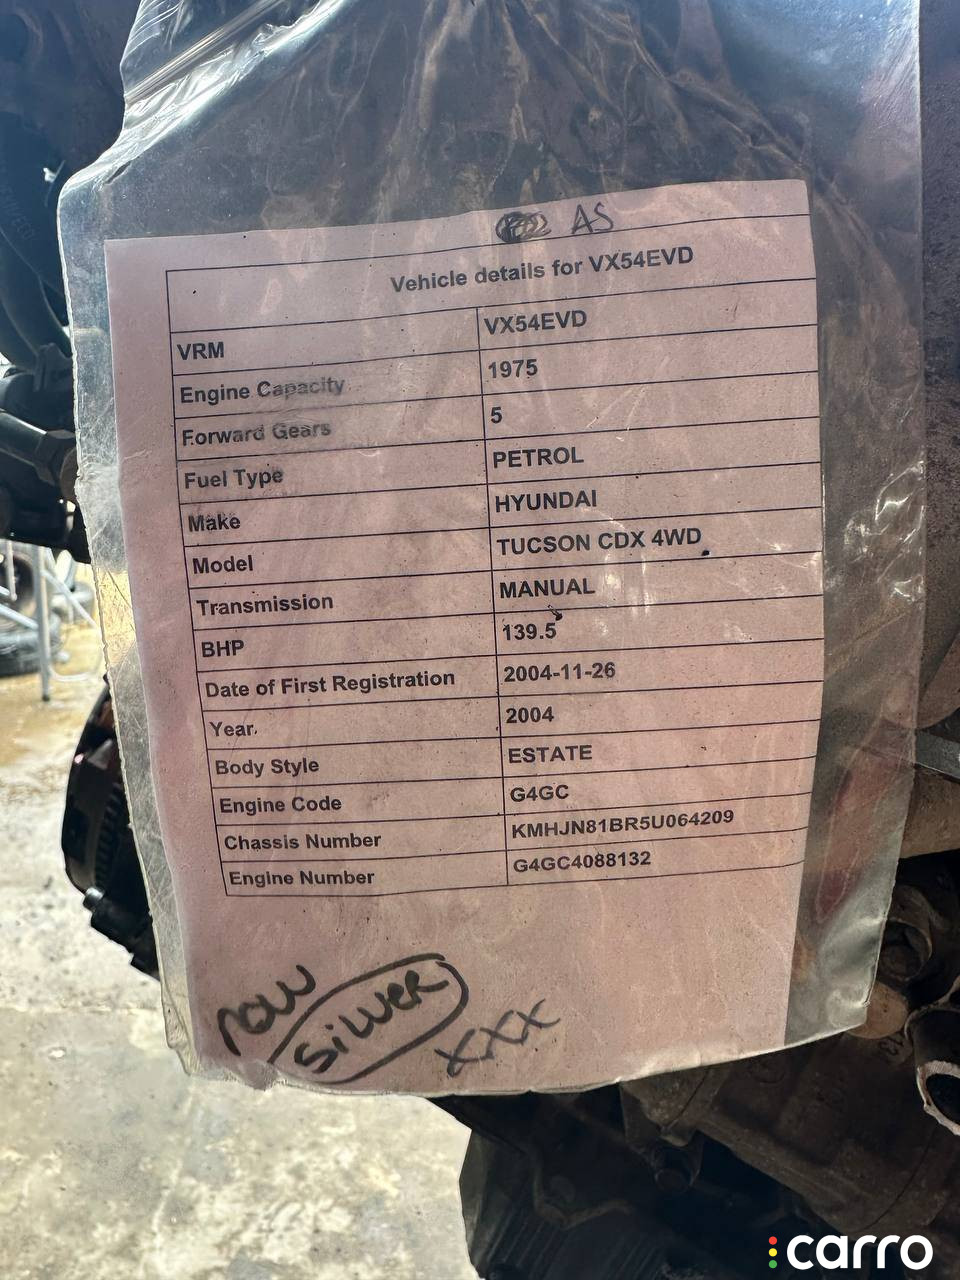 AS
Vehicle details for VX54EVD
VRM VX54EVD
Engine Capacity 1975
Forward Gears 5
Fuel Type PETROL
Make HYUNDAI
Model TUCSON CDX 4WD
Transmission MANUAL
BHP 139.5
Date of First Registration 2004-11-26
Year 2004
Body Style ESTATE
Engine Code G4GC
Chassis Number KMHJN81BR5U064209
Engine Number G4GC4088132
now
SiLVER
XXX
carro